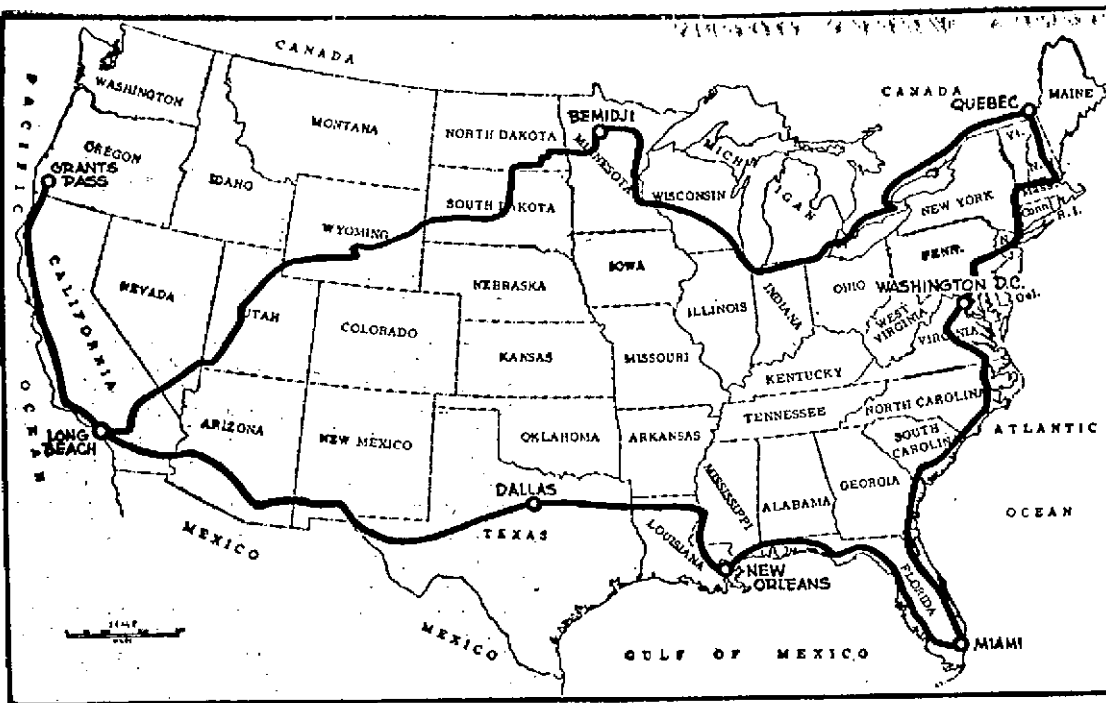 CANADA
WASHINGTON
PACIFIC
OCEAN
OREGON
GRANTS
PASS
MONTANA
IDAHO
NORTH DAKOTA
SOUTH DAKOTA
WYOMING
BEMIDJI
MINNESOTA
WISCONSIN
MICHIGAN
CANADA
QUEBEC
MAINE
VT.
NEW YORK
Mass.
Conn.
R.I.
PENN.
WASHINGTON D.C.
Del.
CALIFORNIA
NEVADA
UTAH
COLORADO
NEBRASKA
IOWA
ILLINOIS
INDIANA
OHIO
WEST
VIRGINIA
VIRGINIA
KANSAS
MISSOURI
KENTUCKY
LONG
BEACH
ARIZONA
NEW MEXICO
OKLAHOMA
ARKANSAS
TENNESSEE
NORTH CAROLINA
SOUTH
CAROLINA
ATLANTIC
OCEAN
DALLAS
TEXAS
LOUISIANA
MISSISSIPPI
ALABAMA
GEORGIA
NEW
ORLEANS
FLORIDA
MEXICO
MEXICO
GULF OF MEXICO
MIAMI